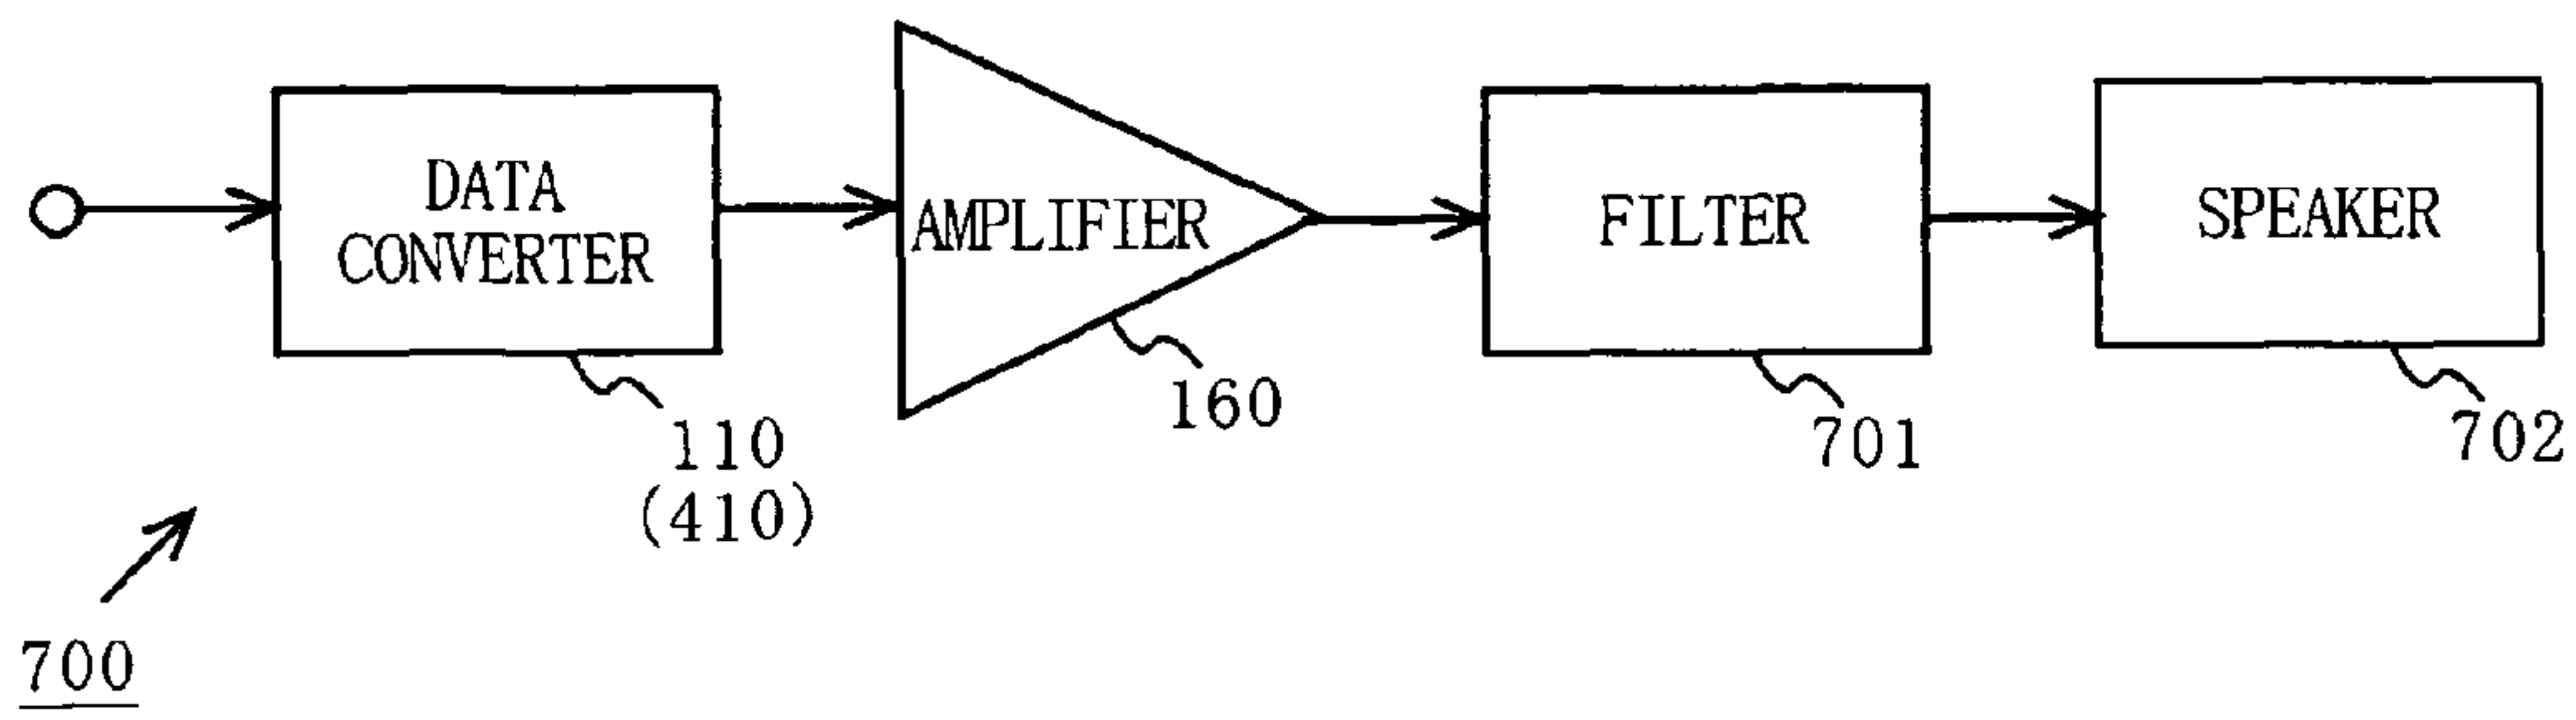 DATA
CONVERTER
AMPLIFIER
FILTER
SPEAKER
110
(410)
160
701
702
700